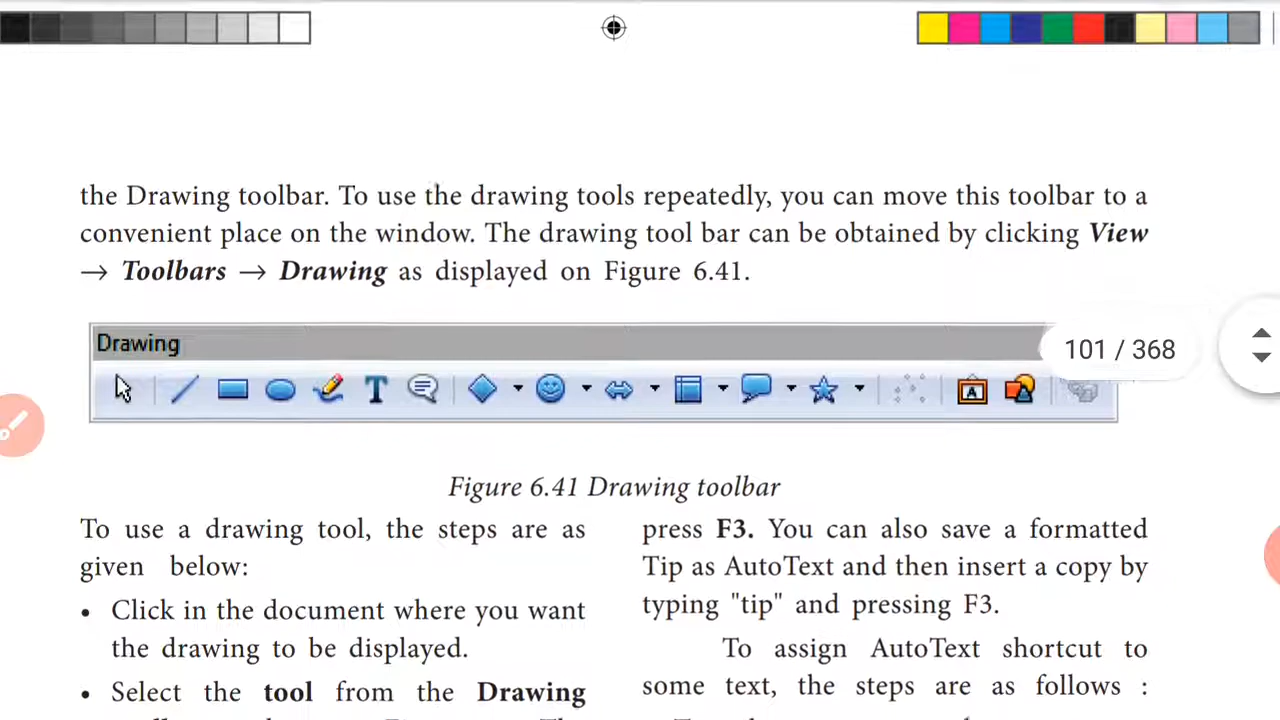 the Drawing toolbar. To use the drawing tools repeatedly, you can move this toolbar to a
convenient place on the window. The drawing tool bar can be obtained by clicking View
→ Toolbars → Drawing as displayed on Figure 6.41.
Drawing
101 / 368
T
A
Figure 6.41 Drawing toolbar
To use a drawing tool, the steps are as
given below:
• Click in the document where you want
the drawing to be displayed.
• Select the tool from the Drawing
press F3. You can also save a formatted
Tip as AutoText and then insert a copy by
typing "tip" and pressing F3.
To assign AutoText shortcut to
some text, the steps are as follows :